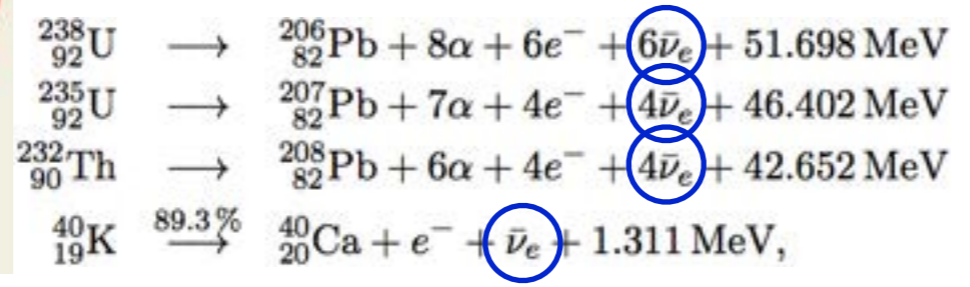 ²³⁸₉₂U ⟶ ²⁰⁶₈₂Pb + 8α + 6e⁻ + 6ν̄ₑ + 51.698 MeV
²³⁵₉₂U ⟶ ²⁰⁷₈₂Pb + 7α + 4e⁻ + 4ν̄ₑ + 46.402 MeV
²³²₉₀Th ⟶ ²⁰⁸₈₂Pb + 6α + 4e⁻ + 4ν̄ₑ + 42.652 MeV
⁴⁰₁₉K 89.3 % ⟶ ⁴⁰₂₀Ca + e⁻ + ν̄ₑ + 1.311 MeV,